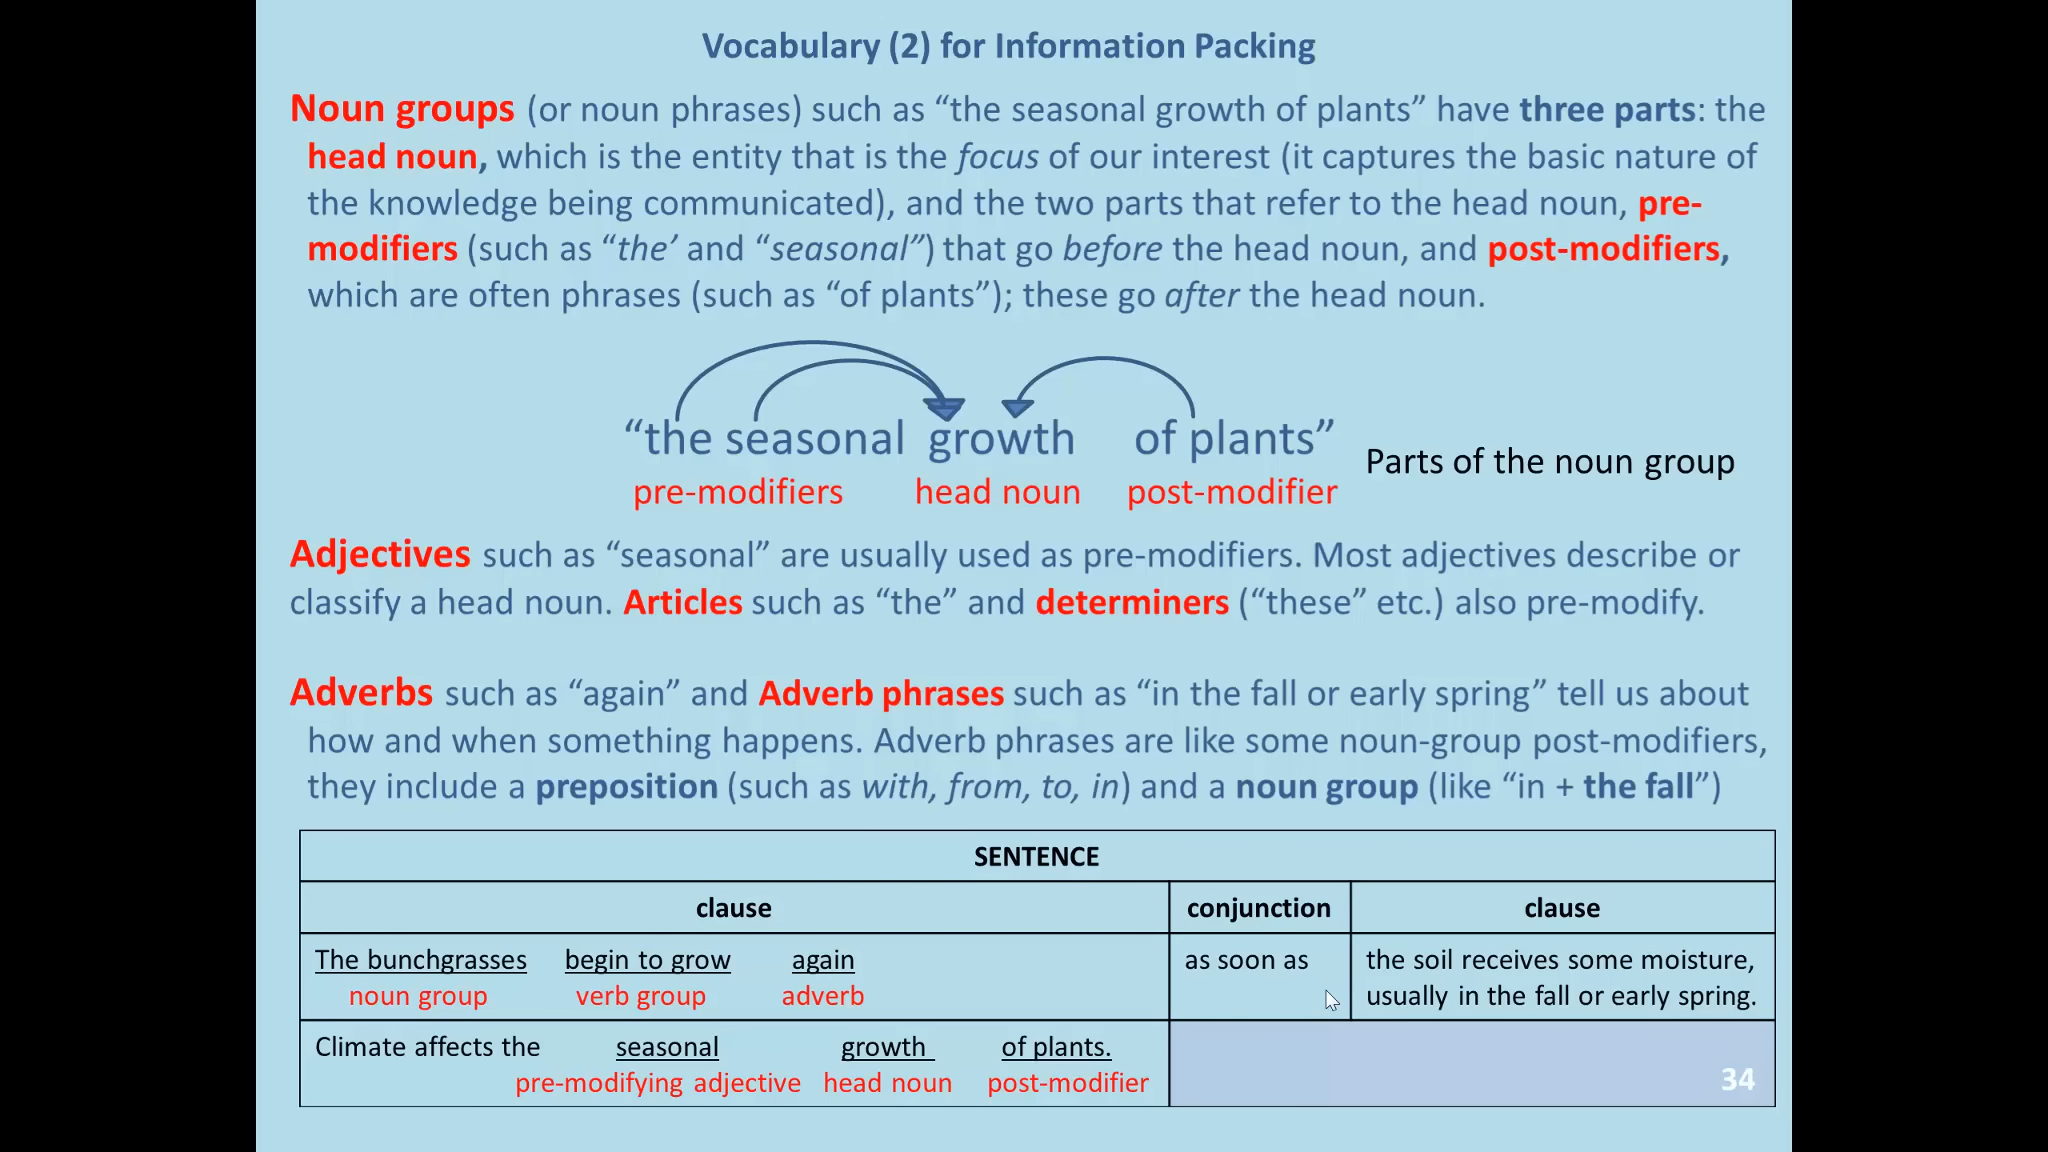 Vocabulary (2) for Information Packing
Noun groups (or noun phrases) such as “the seasonal growth of plants” have three parts: the
head noun, which is the entity that is the focus of our interest (it captures the basic nature of
the knowledge being communicated), and the two parts that refer to the head noun, pre-
modifiers (such as “the’ and “seasonal”) that go before the head noun, and post-modifiers,
which are often phrases (such as “of plants”); these go after the head noun.
“the seasonal growth of plants”
pre-modifiers head noun post-modifier
Parts of the noun group
Adjectives such as “seasonal” are usually used as pre-modifiers. Most adjectives describe or
classify a head noun. Articles such as “the” and determiners (“these” etc.) also pre-modify.
Adverbs such as “again” and Adverb phrases such as “in the fall or early spring” tell us about
how and when something happens. Adverb phrases are like some noun-group post-modifiers,
they include a preposition (such as with, from, to, in) and a noun group (like “in + the fall”)
SENTENCE
clause conjunction clause
The bunchgrasses begin to grow again
noun group verb group adverb
as soon as
the soil receives some moisture,
usually in the fall or early spring.
Climate affects the seasonal growth of plants.
pre-modifying adjective head noun post-modifier
34